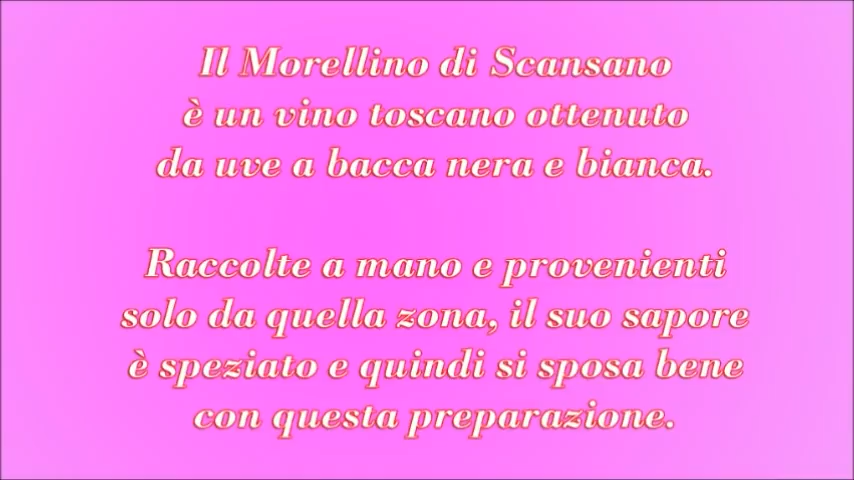 Il Morellino di Scansano
è un vino toscano ottenuto
da uve a bacca nera e bianca.
Raccolte a mano e provenienti
solo da quella zona, il suo sapore
è speziato e quindi si sposa bene
con questa preparazione.